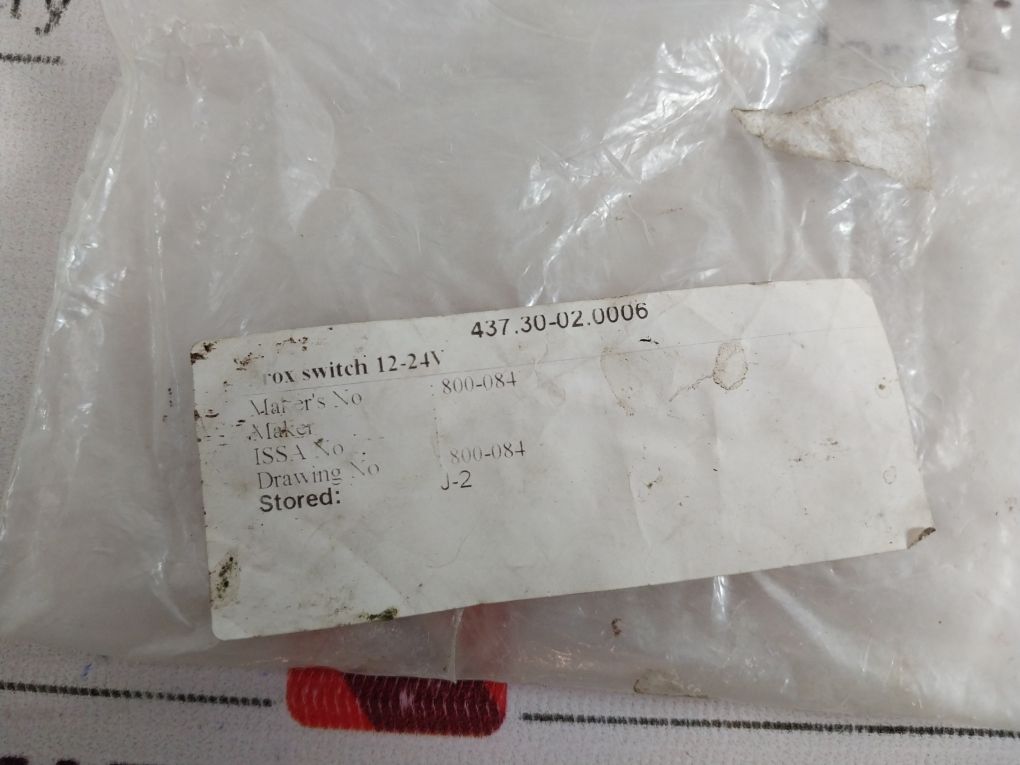 ry
437.30-02.0006
rox switch 12-24V
Maker's No 800-084
Maker
ISSA No
Drawing No 800-084
Stored: J-2